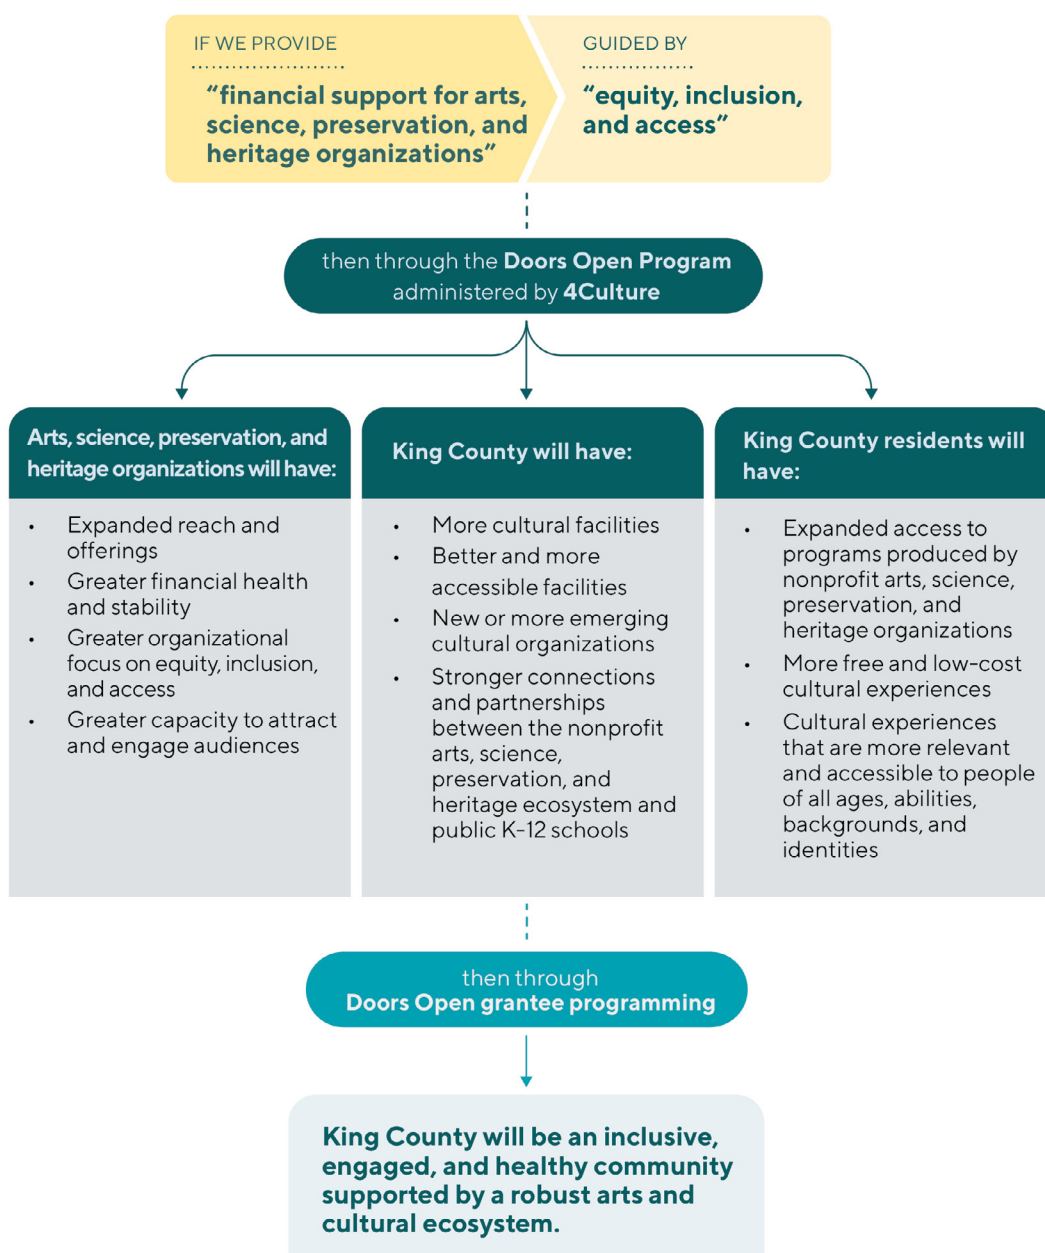 IF WE PROVIDE
“financial support for arts,
science, preservation, and
heritage organizations”
GUIDED BY
“equity, inclusion,
and access”
then through the Doors Open Program
administered by 4Culture
Arts, science, preservation, and
heritage organizations will have:
• Expanded reach and
offerings
• Greater financial health
and stability
• Greater organizational
focus on equity, inclusion,
and access
• Greater capacity to attract
and engage audiences
King County will have:
• More cultural facilities
• Better and more
accessible facilities
• New or more emerging
cultural organizations
• Stronger connections
and partnerships
between the nonprofit
arts, science,
preservation, and
heritage ecosystem and
public K-12 schools
King County residents will
have:
• Expanded access to
programs produced by
nonprofit arts, science,
preservation, and
heritage organizations
• More free and low-cost
cultural experiences
• Cultural experiences
that are more relevant
and accessible to people
of all ages, abilities,
backgrounds, and
identities
then through
Doors Open grantee programming
King County will be an inclusive,
engaged, and healthy community
supported by a robust arts and
cultural ecosystem.